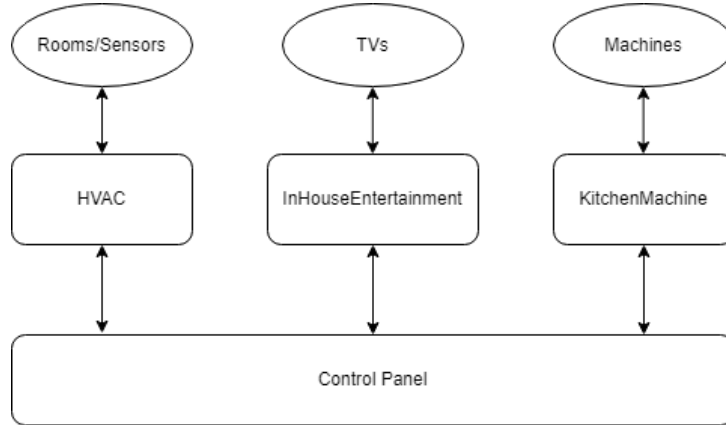 Rooms/Sensors
TVs
Machines
HVAC
InHouseEntertainment
KitchenMachine
Control Panel